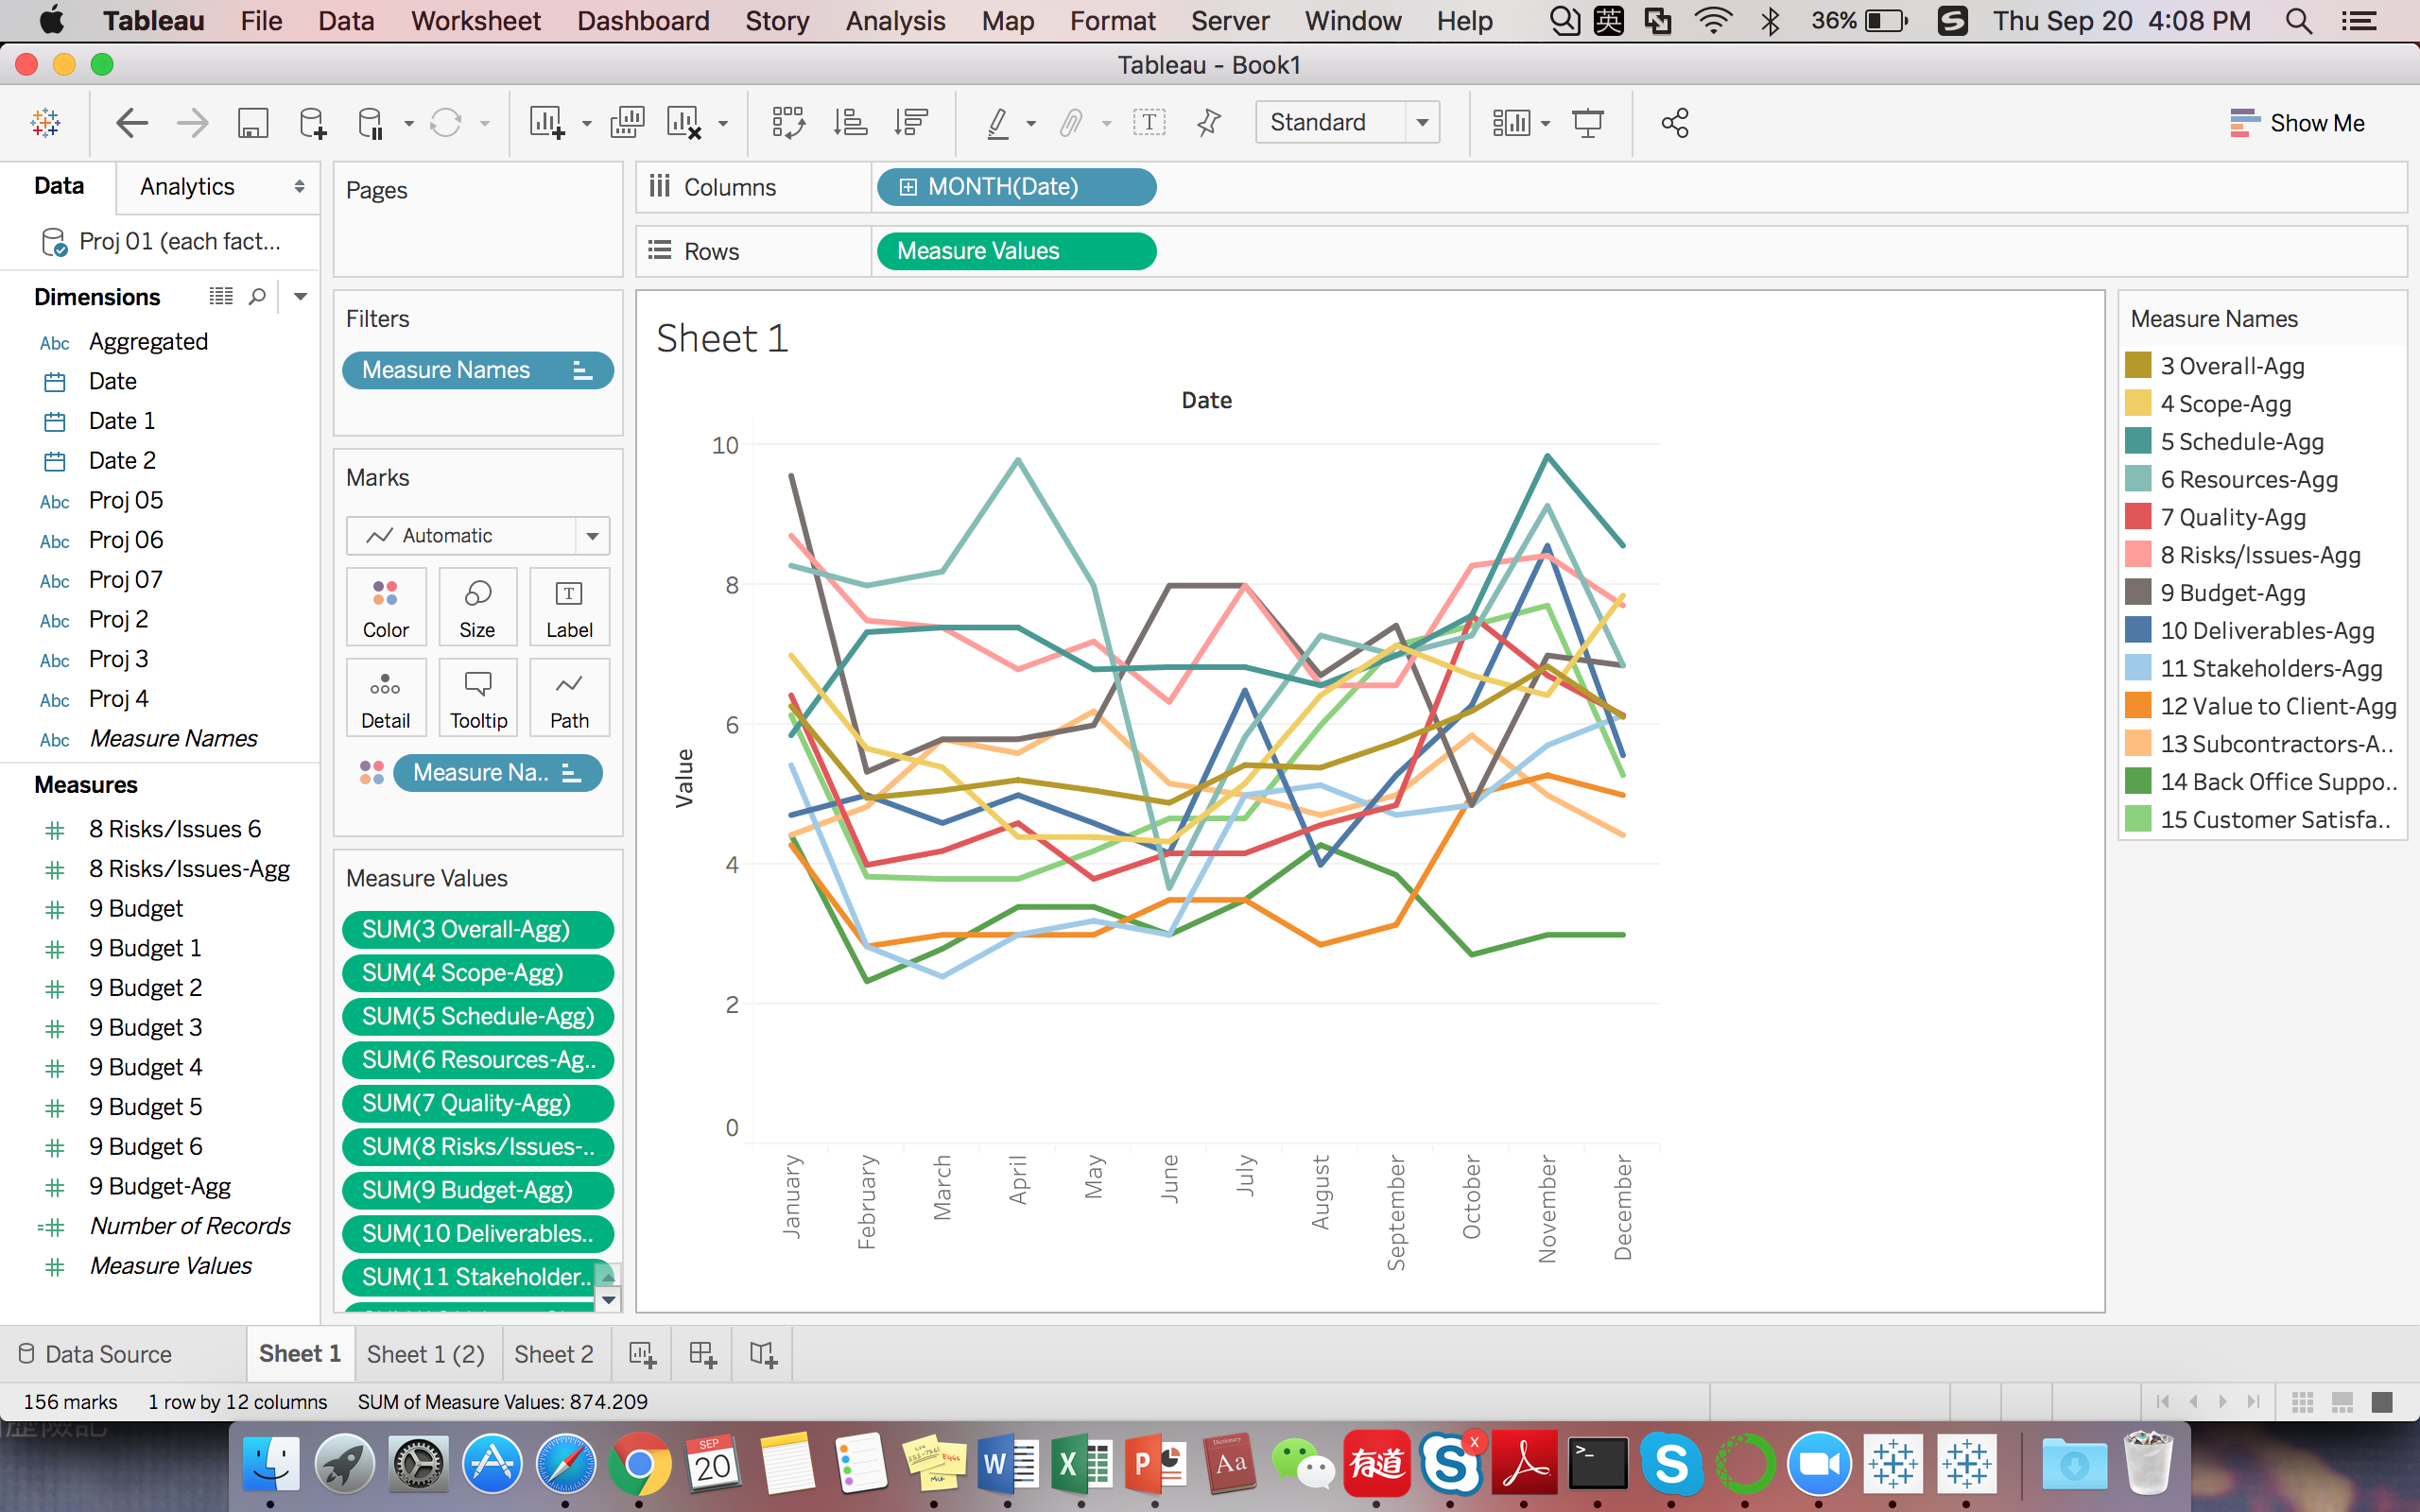 Tableau File Data Worksheet Dashboard Story Analysis Map Format Server Window Help 英 36% S Thu Sep 20 4:08 PM
Tableau - Book1
T Standard Show Me
Data Analytics
Proj 01 (each fact...
Dimensions
Abc Aggregated
Date
Date 1
Date 2
Abc Proj 05
Abc Proj 06
Abc Proj 07
Abc Proj 2
Abc Proj 3
Abc Proj 4
Abc Measure Names
Measures
8 Risks/Issues 6
8 Risks/Issues-Agg
9 Budget
9 Budget 1
9 Budget 2
9 Budget 3
9 Budget 4
9 Budget 5
9 Budget 6
9 Budget-Agg
Number of Records
Measure Values
Pages
Filters
Measure Names
Marks
Automatic
Color Size T Label
Detail Tooltip Path
Measure Na..
Measure Values
SUM(3 Overall-Agg)
SUM(4 Scope-Agg)
SUM(5 Schedule-Agg)
SUM(6 Resources-Ag..
SUM(7 Quality-Agg)
SUM(8 Risks/Issues-..
SUM(9 Budget-Agg)
SUM(10 Deliverables..
SUM(11 Stakeholder..
Columns MONTH(Date)
Rows Measure Values
Sheet 1
Date
Value
10
8
6
4
2
0
January February March April May June July August September October November December
Measure Names
3 Overall-Agg
4 Scope-Agg
5 Schedule-Agg
6 Resources-Agg
7 Quality-Agg
8 Risks/Issues-Agg
9 Budget-Agg
10 Deliverables-Agg
11 Stakeholders-Agg
12 Value to Client-Agg
13 Subcontractors-A..
14 Back Office Suppo..
15 Customer Satisfa..
Data Source Sheet 1 Sheet 1 (2) Sheet 2
156 marks 1 row by 12 columns SUM of Measure Values: 874.209
SEP
20
W X P
Dictionary
Aa
有道
S
S